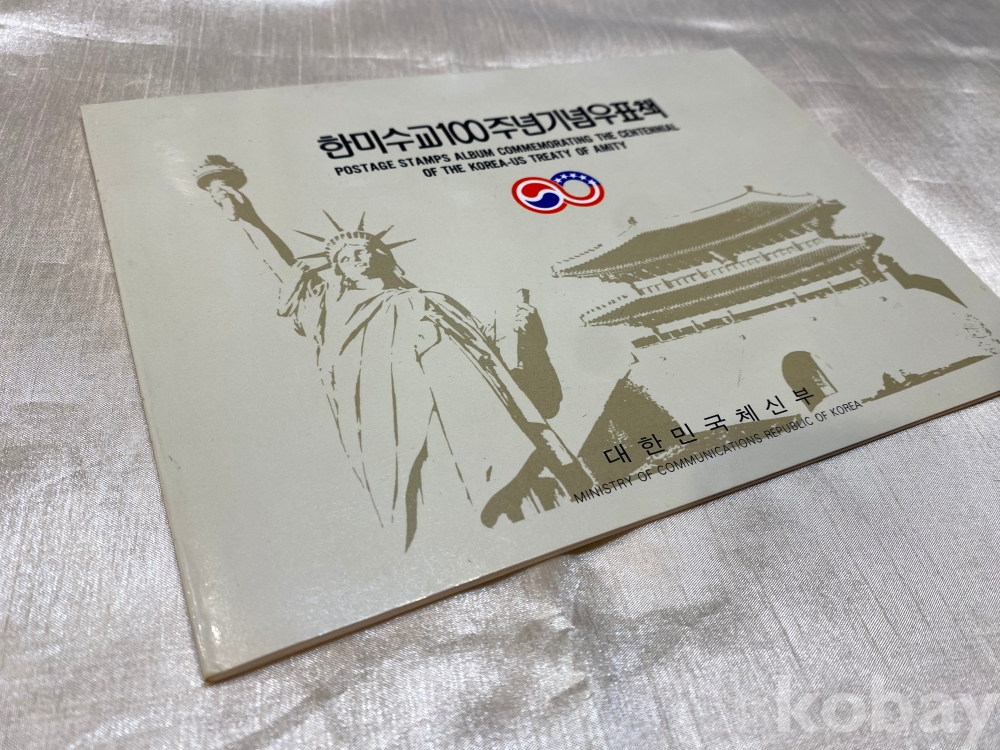 한미수교100주년기념우표책
POSTAGE STAMPS ALBUM COMMEMORATING THE CENTENNIAL
OF THE KOREA-US TREATY OF AMITY
대한민국체신부
MINISTRY OF COMMUNICATIONS REPUBLIC OF KOREA
kobay